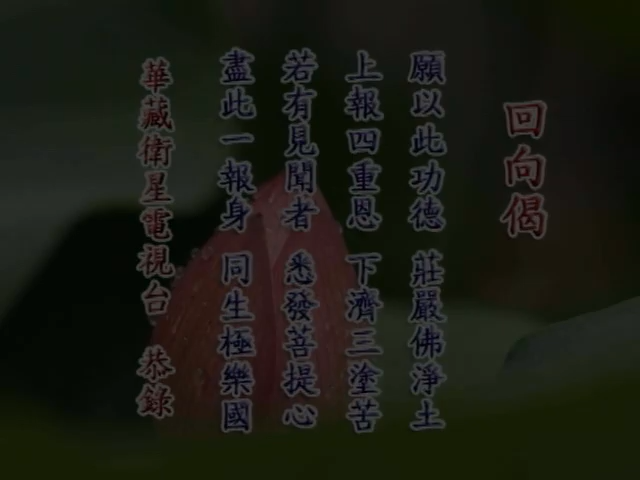 回向偈
願以此功德 莊嚴佛淨土
上報四重恩 下濟三塗苦
若有見聞者 悉發菩提心
盡此一報身 同生極樂國
華藏衛星電視台 恭錄